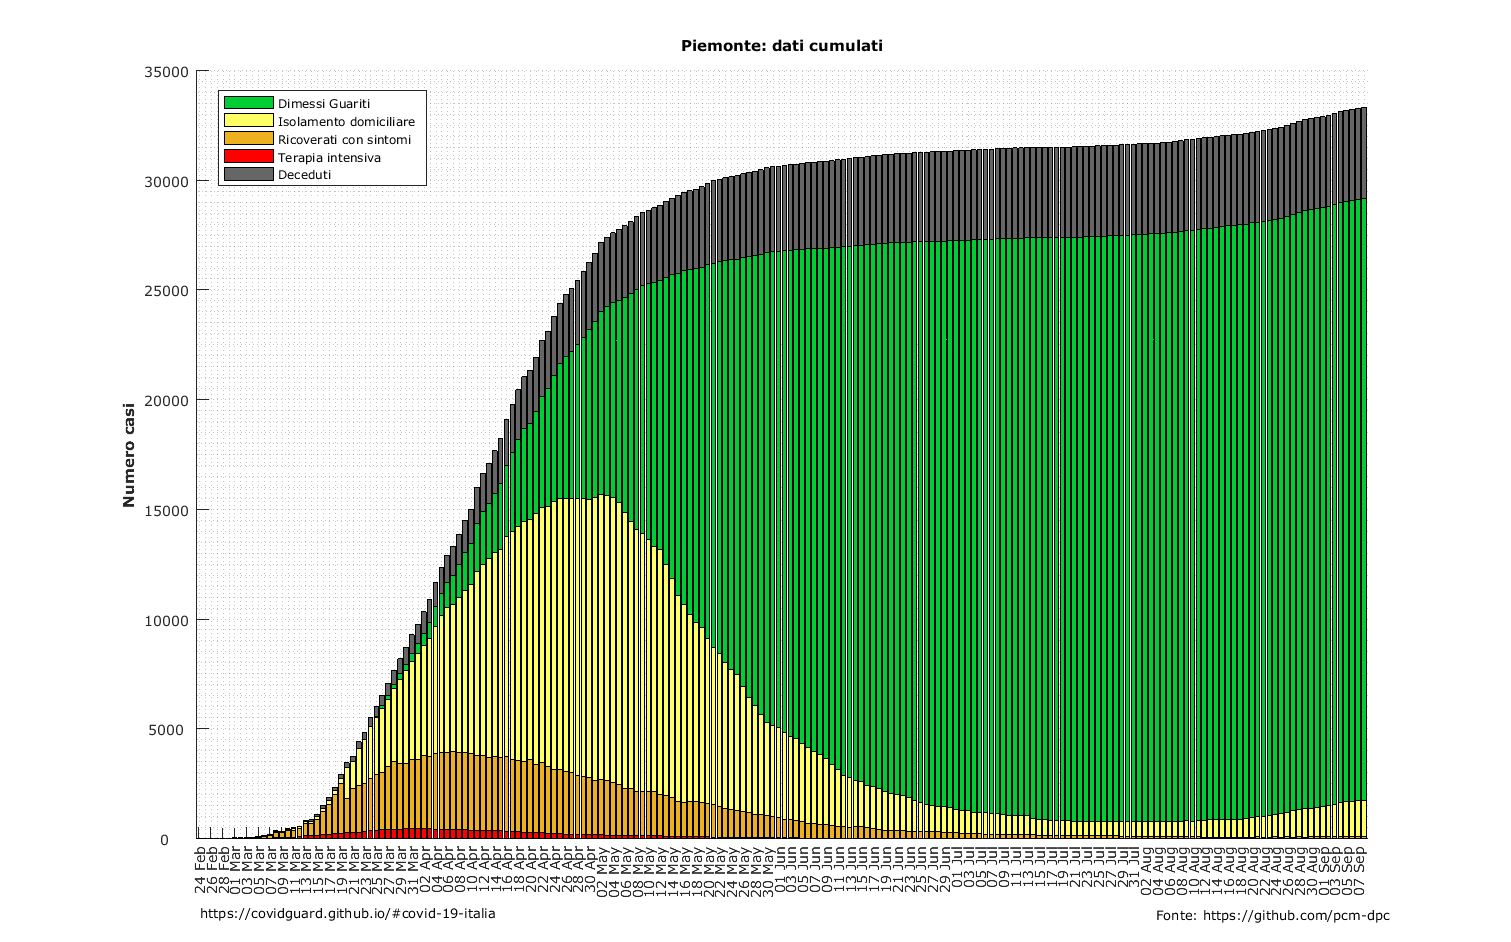 Piemonte: dati cumulati
35000
30000
25000
20000
15000
10000
5000
0
Numero casi
Dimessi Guariti
Isolamento domiciliare
Ricoverati con sintomi
Terapia intensiva
Deceduti
24 Feb
26 Feb
28 Feb
01 Mar
03 Mar
05 Mar
07 Mar
09 Mar
11 Mar
13 Mar
15 Mar
17 Mar
19 Mar
21 Mar
23 Mar
25 Mar
27 Mar
29 Mar
31 Mar
02 Apr
04 Apr
06 Apr
08 Apr
10 Apr
12 Apr
14 Apr
16 Apr
18 Apr
20 Apr
22 Apr
24 Apr
26 Apr
28 Apr
30 Apr
02 May
04 May
06 May
08 May
10 May
12 May
14 May
16 May
18 May
20 May
22 May
24 May
26 May
28 May
30 May
01 Jun
03 Jun
05 Jun
07 Jun
09 Jun
11 Jun
13 Jun
15 Jun
17 Jun
19 Jun
21 Jun
23 Jun
25 Jun
27 Jun
29 Jun
01 Jul
03 Jul
05 Jul
07 Jul
09 Jul
11 Jul
13 Jul
15 Jul
17 Jul
19 Jul
21 Jul
23 Jul
25 Jul
27 Jul
29 Jul
31 Jul
02 Aug
04 Aug
06 Aug
08 Aug
10 Aug
12 Aug
14 Aug
16 Aug
18 Aug
20 Aug
22 Aug
24 Aug
26 Aug
28 Aug
30 Aug
01 Sep
03 Sep
05 Sep
07 Sep
https://covidguard.github.io/#covid-19-italia
Fonte: https://github.com/pcm-dpc